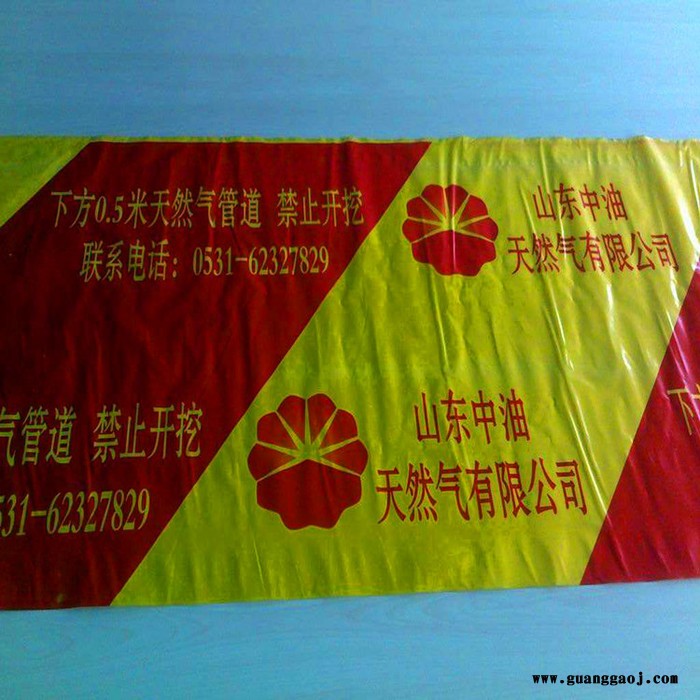 下方0.5米天然气管道 禁止开挖
联系电话：0531-62327829
山东中油
天然气有限公司
气管道 禁止开挖
531-62327829
山东中油
天然气有限公司
下
www.guanggaoj.com